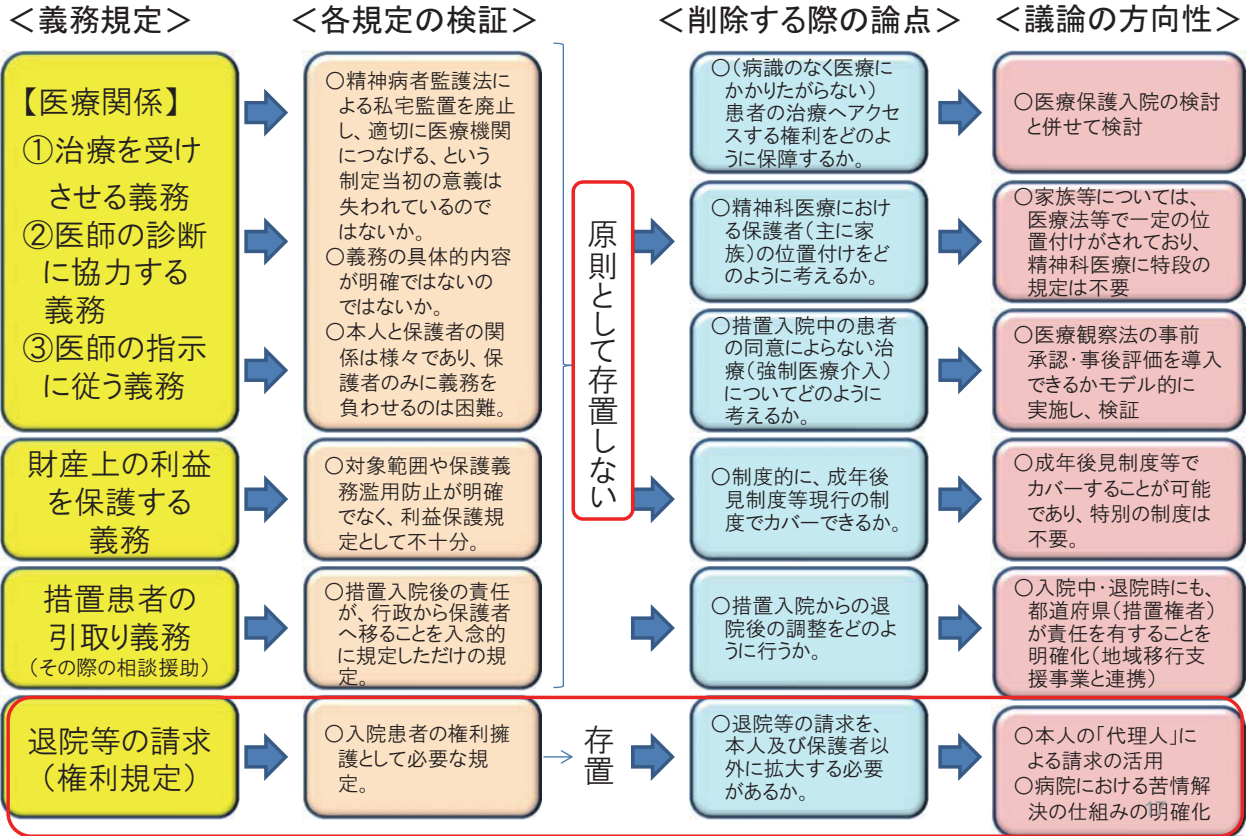 ＜義務規定＞
＜各規定の検証＞
＜削除する際の論点＞
＜議論の方向性＞
【医療関係】
①治療を受け
させる義務
②医師の診断
に協力する
義務
③医師の指示
に従う義務
○精神病者監護法に
よる私宅監置を廃止
し、適切に医療機関
につなげる、という
制定当初の意義は
失われているので
はないか。
○義務の具体的内容
が明確ではないの
ではないか。
○本人と保護者の関
係は様々であり、保
護者のみに義務を
負わせるのは困難。
原則として存置しない
○（病識のなく医療に
かかりたがらない）
患者の治療へアクセ
スする権利をどのよ
うに保障するか。
○医療保護入院の検討
と併せて検討
○精神科医療におけ
る保護者（主に家
族）の位置付けをど
のように考えるか。
○家族等については、
医療法等で一定の位
置付けがされており、
精神科医療に特段の
規定は不要
○措置入院中の患者
の同意によらない治
療（強制医療介入）
についてどのように
考えるか。
○医療観察法の事前
承認・事後評価を導入
できるかモデル的に
実施し、検証
財産上の利益
を保護する
義務
○対象範囲や保護義
務濫用防止が明確
でなく、利益保護規
定として不十分。
○制度的に、成年後
見制度等現行の制
度でカバーできるか。
○成年後見制度等で
カバーすることが可能
であり、特別の制度は
不要。
措置患者の
引取り義務
（その際の相談援助）
○措置入院後の責任
が、行政から保護者
へ移ることを入念的
に規定しただけの規
定。
○措置入院からの退
院後の調整をどのよ
うに行うか。
○入院中・退院時にも、
都道府県（措置権者）
が責任を有することを
明確化（地域移行支
援事業と連携）
退院等の請求
（権利規定）
○入院患者の権利擁
護として必要な規
定。
存置
○退院等の請求を、
本人及び保護者以
外に拡大する必要
があるか。
○本人の「代理人」に
よる請求の活用
○病院における苦情解
決の仕組みの明確化